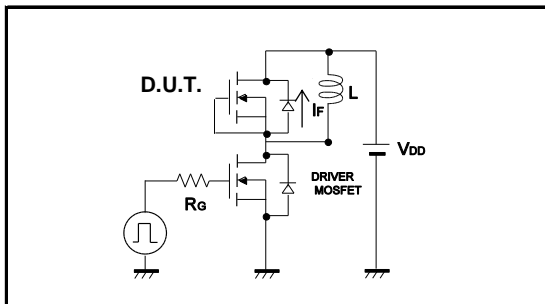 D.U.T.
IF
L
VDD
DRIVER
MOSFET
RG